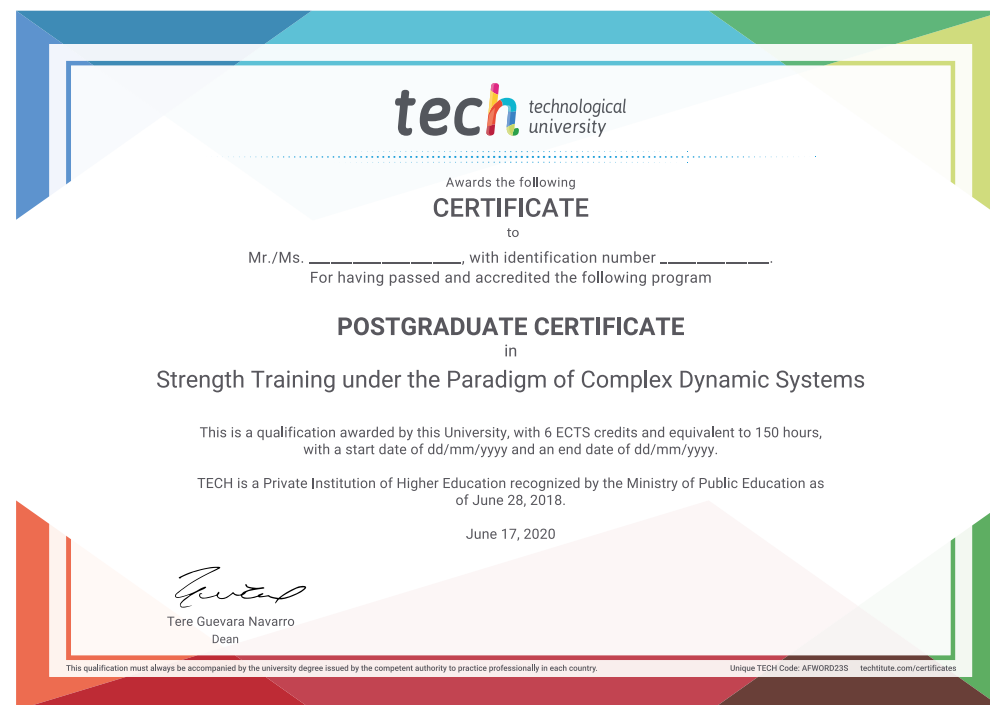 tech technological
university
Awards the following
CERTIFICATE
to
Mr./Ms. ____________________, with identification number ______________.
For having passed and accredited the following program
POSTGRADUATE CERTIFICATE
in
Strength Training under the Paradigm of Complex Dynamic Systems
This is a qualification awarded by this University, with 6 ECTS credits and equivalent to 150 hours,
with a start date of dd/mm/yyyy and an end date of dd/mm/yyyy.
TECH is a Private Institution of Higher Education recognized by the Ministry of Public Education as
of June 28, 2018.
June 17, 2020
Tere Guevara Navarro
Dean
This qualification must always be accompanied by the university degree issued by the competent authority to practice professionally in each country.
Unique TECH Code: AFWORD23S techtitute.com/certificates